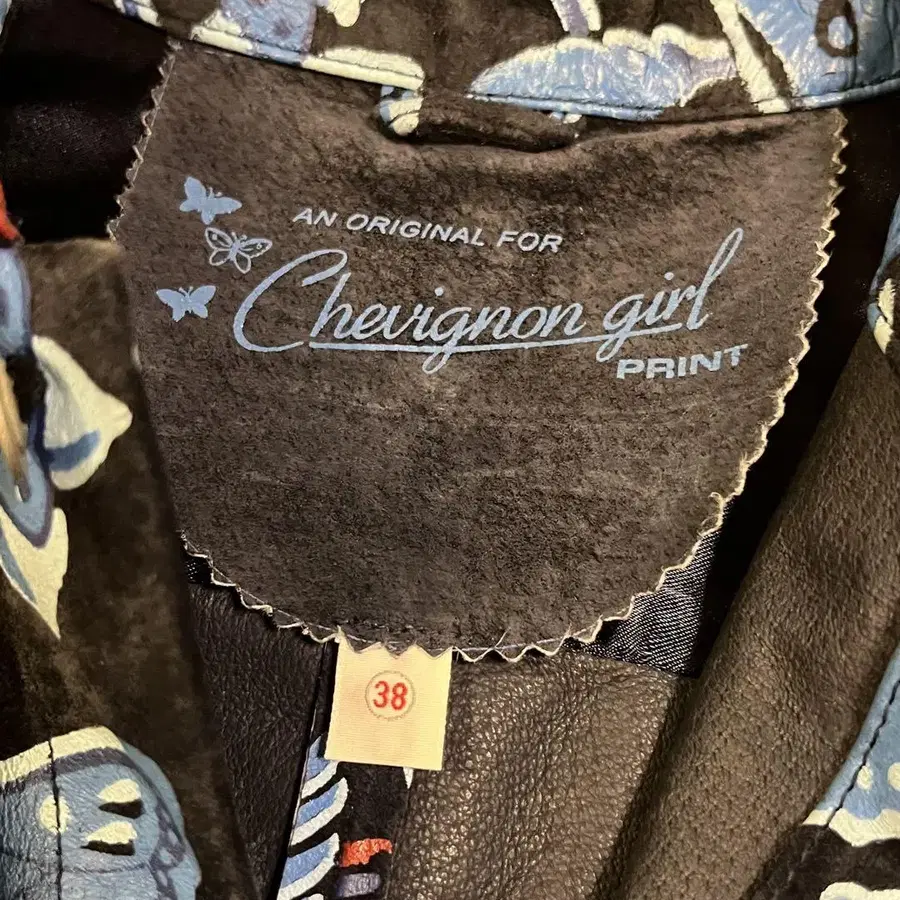 AN ORIGINAL FOR
Chevignon girl
PRINT
38